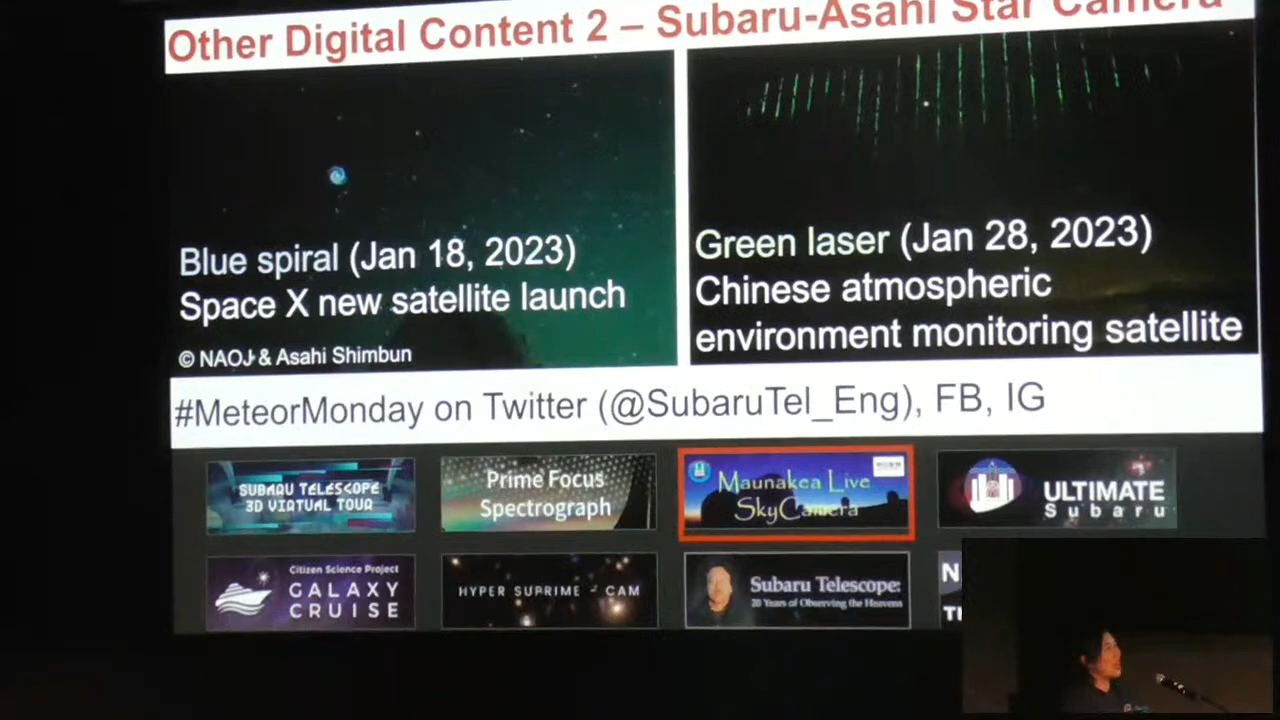 Other Digital Content 2 – Subaru-Asahi Star Camera
Blue spiral (Jan 18, 2023)
Space X new satellite launch
© NAOJ & Asahi Shimbun
Green laser (Jan 28, 2023)
Chinese atmospheric
environment monitoring satellite
#MeteorMonday on Twitter (@SubaruTel_Eng), FB, IG
SUBARU TELESCOPE
3D VIRTUAL TOUR
Prime Focus
Spectrograph
Maunakea Live
SkyCamera
ULTIMATE
Subaru
Citizen Science Project
GALAXY
CRUISE
HYPER SUPRIME - CAM
Subaru Telescope:
20 Years of Observing the Heavens